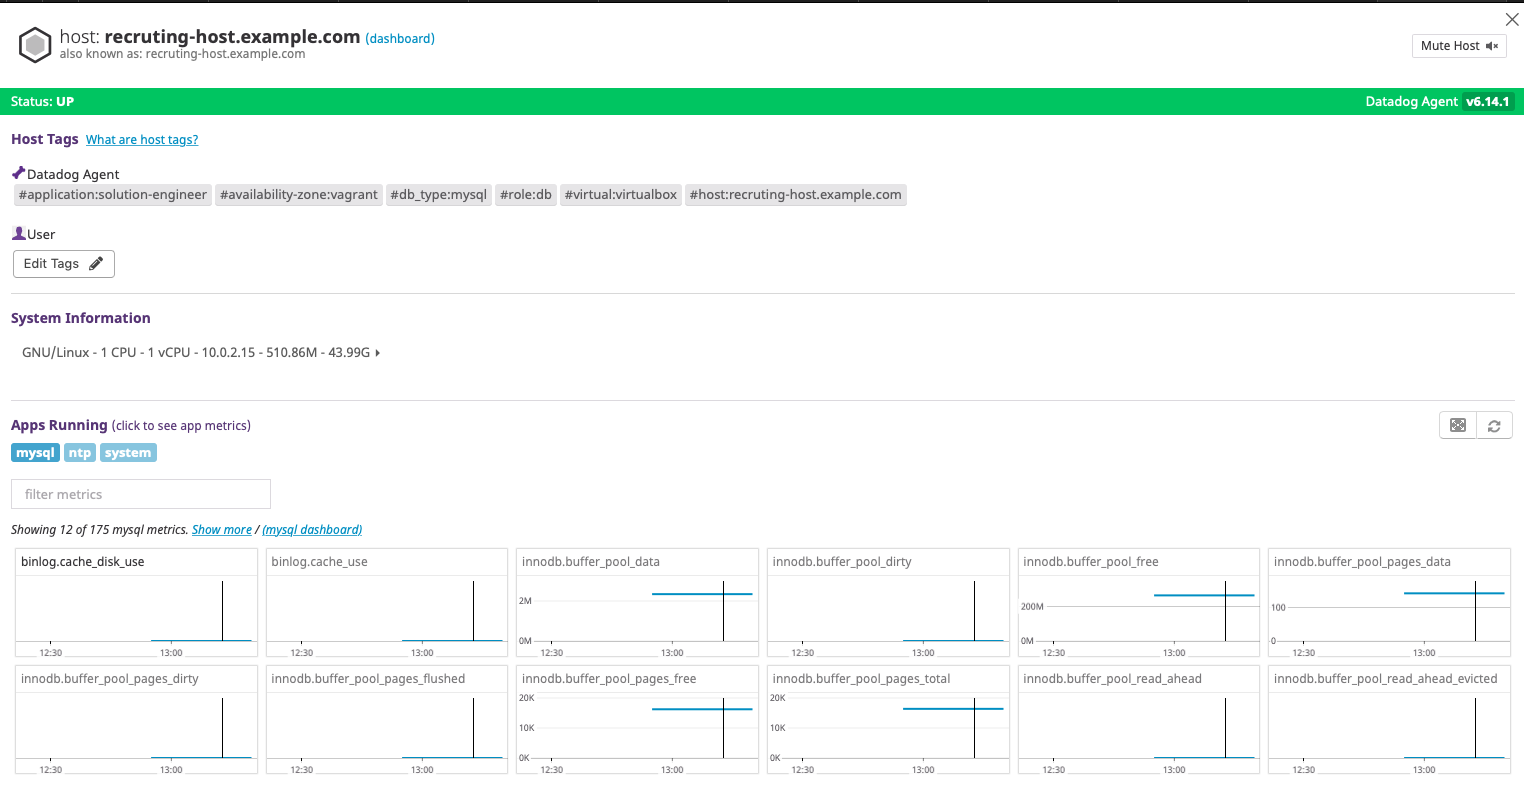 host: recruting-host.example.com (dashboard)
also known as: recruting-host.example.com
Mute Host
Status: UP
Datadog Agent v6.14.1
Host Tags What are host tags?
Datadog Agent
#application:solution-engineer #availability-zone:vagrant #db_type:mysql #role:db #virtual:virtualbox #host:recruting-host.example.com
User
Edit Tags
System Information
GNU/Linux - 1 CPU - 1 vCPU - 10.0.2.15 - 510.86M - 43.99G
Apps Running (click to see app metrics)
mysql ntp system
filter metrics
Showing 12 of 175 mysql metrics. Show more / (mysql dashboard)
binlog.cache_disk_use
12:30 13:00
binlog.cache_use
12:30 13:00
innodb.buffer_pool_data
2M
0M
12:30 13:00
innodb.buffer_pool_dirty
12:30 13:00
innodb.buffer_pool_free
200M
0M
12:30 13:00
innodb.buffer_pool_pages_data
100
0
12:30 13:00
innodb.buffer_pool_pages_dirty
12:30 13:00
innodb.buffer_pool_pages_flushed
12:30 13:00
innodb.buffer_pool_pages_free
20K
10K
0K
12:30 13:00
innodb.buffer_pool_pages_total
20K
10K
0K
12:30 13:00
innodb.buffer_pool_read_ahead
12:30 13:00
innodb.buffer_pool_read_ahead_evicted
12:30 13:00